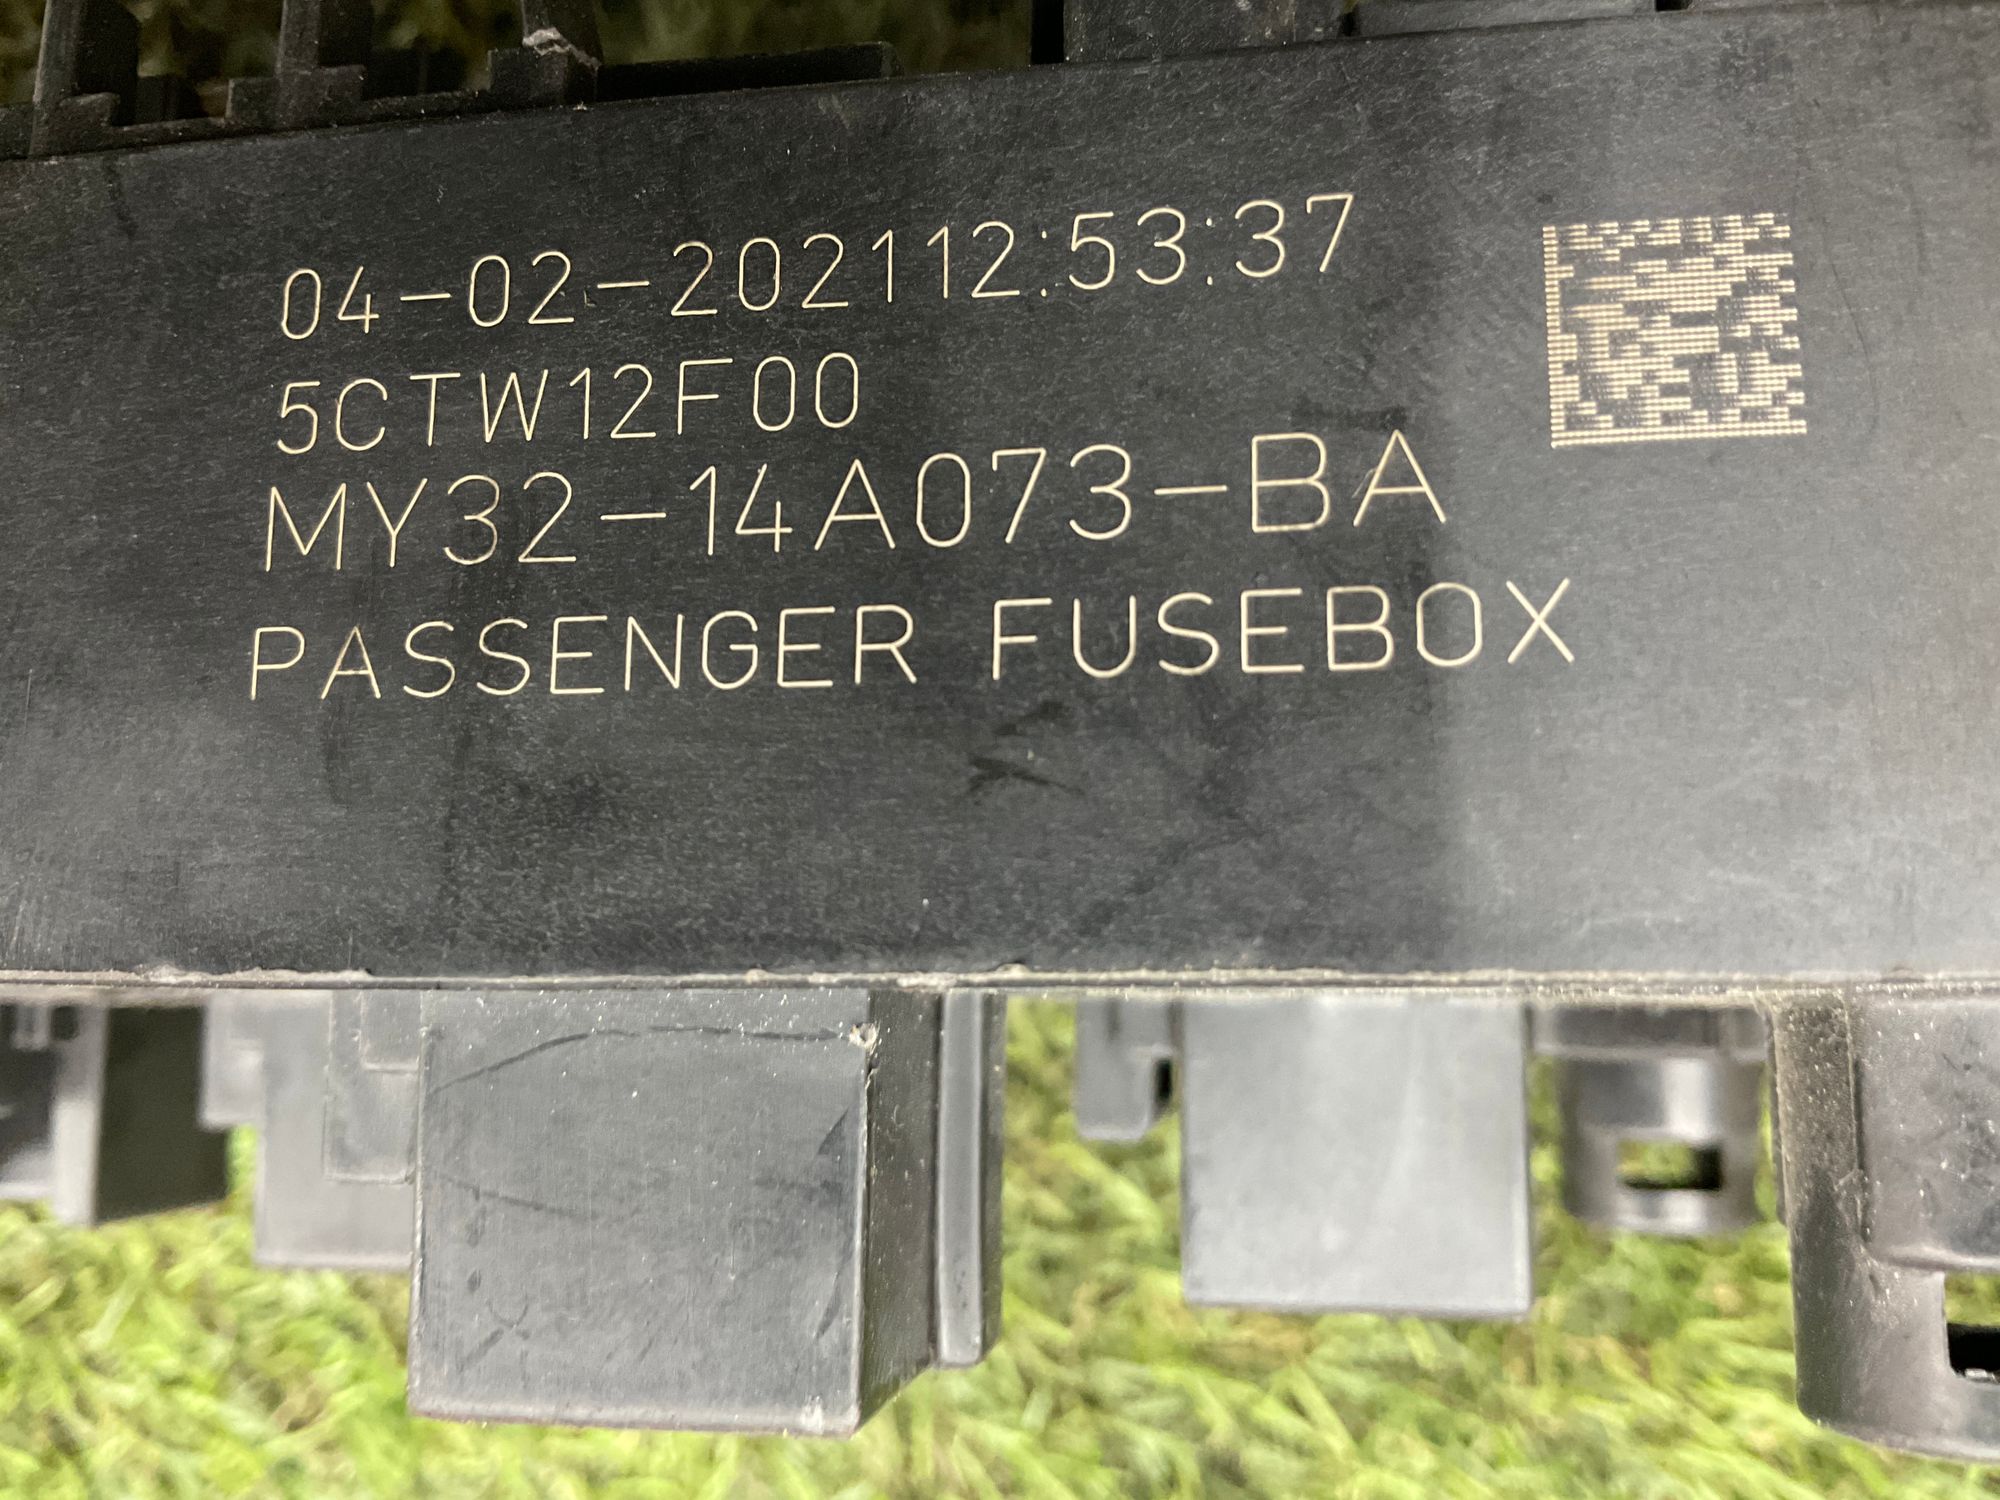 04-02-202112:53:37
5CTW12F00
MY32-14A073-BA
PASSENGER FUSEBOX